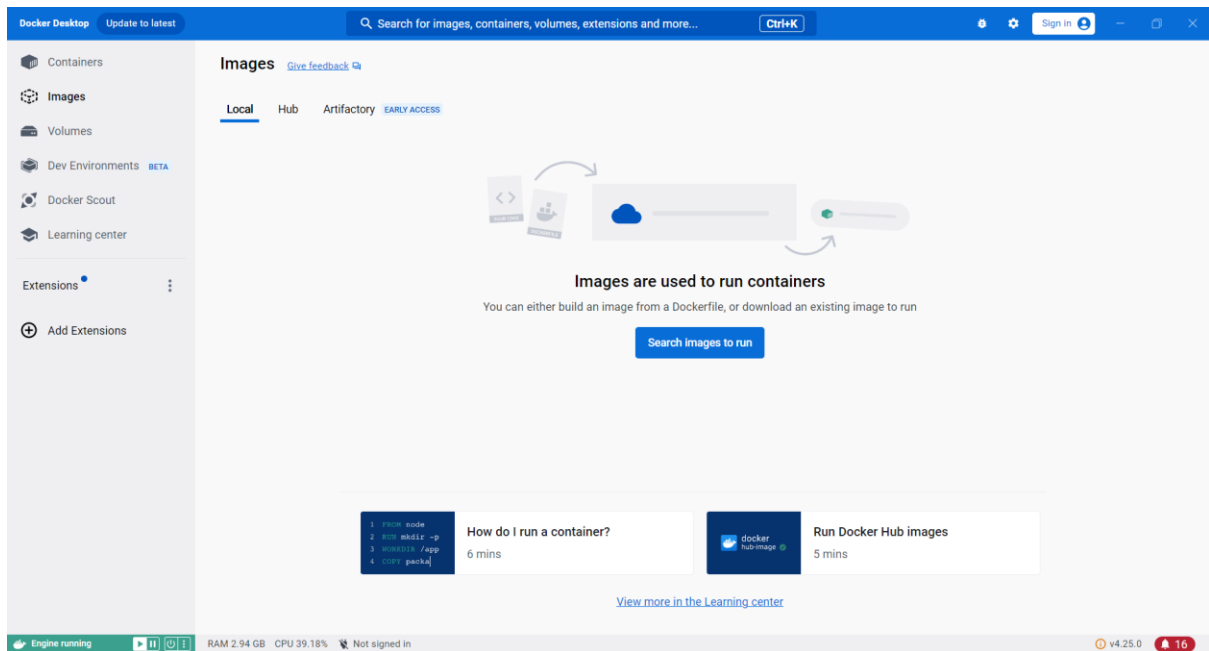 Docker Desktop Update to latest
Search for images, containers, volumes, extensions and more... Ctrl+K
Sign in
Containers
Images
Volumes
Dev Environments BETA
Docker Scout
Learning center
Extensions
Add Extensions
Images Give feedback
Local Hub Artifactory EARLY ACCESS
Images are used to run containers
You can either build an image from a Dockerfile, or download an existing image to run
Search images to run
1 FROM node
2 RUN mkdir -p
3 WORKDIR /app
4 COPY packa
How do I run a container?
6 mins
docker
hub-image
Run Docker Hub images
5 mins
View more in the Learning center
Engine running
RAM 2.94 GB CPU 39.18% Not signed in
v4.25.0 16